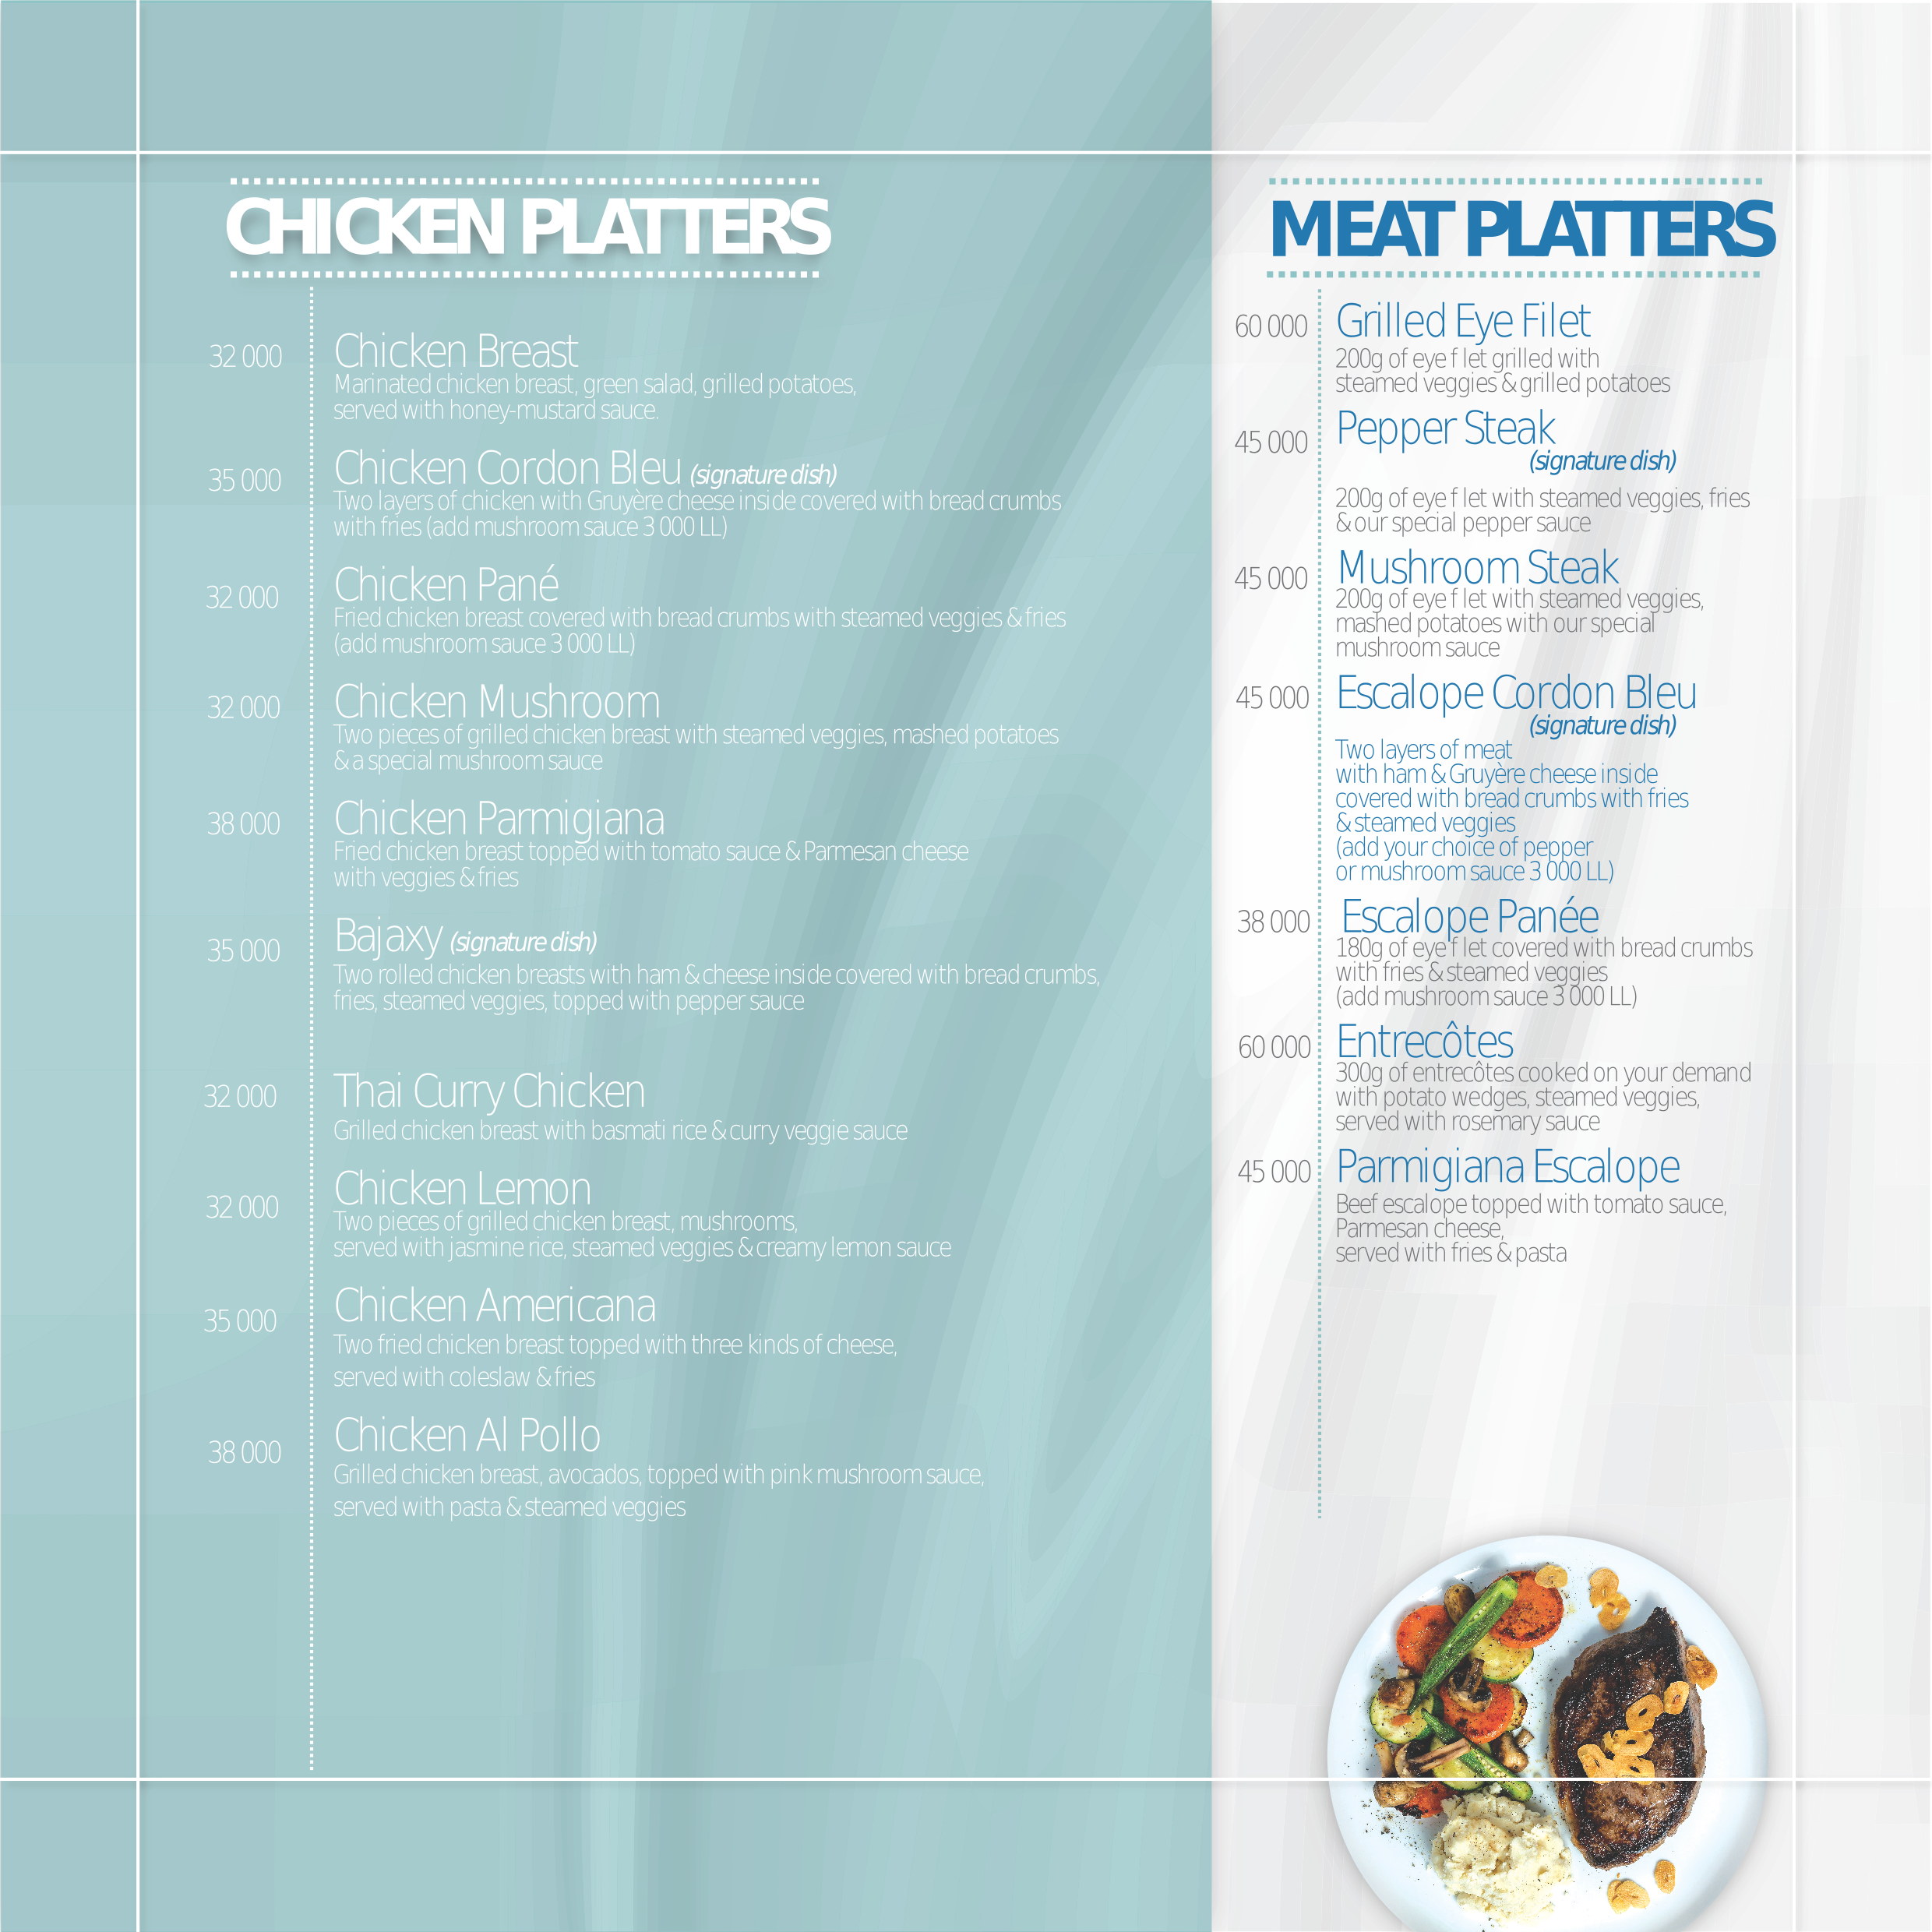 CHICKEN PLATTERS
32 000
Chicken Breast
Marinated chicken breast, green salad, grilled potatoes,
served with honey-mustard sauce.
35 000
Chicken Cordon Bleu (signature dish)
Two layers of chicken with Gruyère cheese inside covered with bread crumbs
with fries (add mushroom sauce 3 000 LL)
32 000
Chicken Pané
Fried chicken breast covered with bread crumbs with steamed veggies & fries
(add mushroom sauce 3 000 LL)
32 000
Chicken Mushroom
Two pieces of grilled chicken breast with steamed veggies, mashed potatoes
& a special mushroom sauce
38 000
Chicken Parmigiana
Fried chicken breast topped with tomato sauce & Parmesan cheese
with veggies & fries
35 000
Bajaxy (signature dish)
Two rolled chicken breasts with ham & cheese inside covered with bread crumbs,
fries, steamed veggies, topped with pepper sauce
32 000
Thai Curry Chicken
Grilled chicken breast with basmati rice & curry veggie sauce
32 000
Chicken Lemon
Two pieces of grilled chicken breast, mushrooms,
served with jasmine rice, steamed veggies & creamy lemon sauce
35 000
Chicken Americana
Two fried chicken breast topped with three kinds of cheese,
served with coleslaw & fries
38 000
Chicken Al Pollo
Grilled chicken breast, avocados, topped with pink mushroom sauce,
served with pasta & steamed veggies
MEAT PLATTERS
60 000
Grilled Eye Filet
200g of eye f let grilled with
steamed veggies & grilled potatoes
45 000
Pepper Steak
(signature dish)
200g of eye f let with steamed veggies, fries
& our special pepper sauce
45 000
Mushroom Steak
200g of eye f let with steamed veggies,
mashed potatoes with our special
mushroom sauce
45 000
Escalope Cordon Bleu
(signature dish)
Two layers of meat
with ham & Gruyère cheese inside
covered with bread crumbs with fries
& steamed veggies
(add your choice of pepper
or mushroom sauce 3 000 LL)
38 000
Escalope Panée
180g of eye f let covered with bread crumbs
with fries & steamed veggies
(add mushroom sauce 3 000 LL)
60 000
Entrecôtes
300g of entrecôtes cooked on your demand
with potato wedges, steamed veggies,
served with rosemary sauce
45 000
Parmigiana Escalope
Beef escalope topped with tomato sauce,
Parmesan cheese,
served with fries & pasta